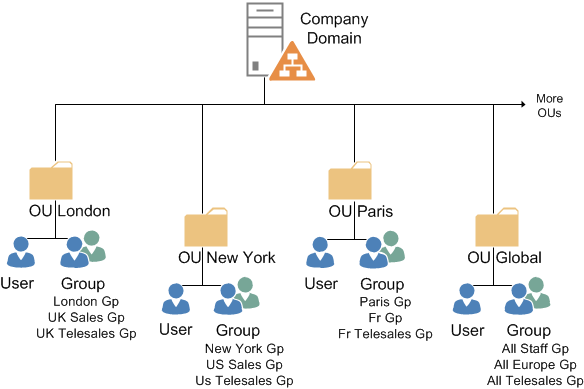 Company
Domain
More
OUs
OU London
User
Group
London Gp
UK Sales Gp
UK Telesales Gp
OU New York
User
Group
New York Gp
US Sales Gp
Us Telesales Gp
OU Paris
User
Group
Paris Gp
Fr Gp
Fr Telesales Gp
OU Global
User
Group
All Staff Gp
All Europe Gp
All Telesales Gp